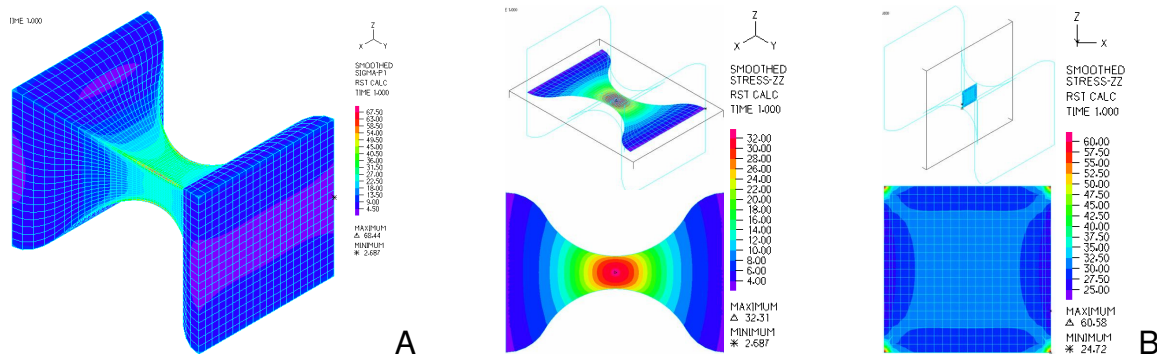 TIME 1.000
Z
X Y
SMOOTHED
SIGMA-P1
RST CALC
TIME 1.000
67.50
63.00
58.50
54.00
49.50
45.00
40.50
36.00
31.50
27.00
22.50
18.00
13.50
9.00
4.50
MAXIMUM
△ 68.44
MINIMUM
* 2.687
A
E 1.000
Z
X Y
SMOOTHED
STRESS-ZZ
RST CALC
TIME 1.000
32.00
30.00
28.00
26.00
24.00
22.00
20.00
18.00
16.00
14.00
12.00
10.00
8.00
6.00
4.00
MAXIMUM
△ 32.31
MINIMUM
* 2.687
Z
X
SMOOTHED
STRESS-ZZ
RST CALC
TIME 1.000
60.00
57.50
55.00
52.50
50.00
47.50
45.00
42.50
40.00
37.50
35.00
32.50
30.00
27.50
25.00
MAXIMUM
△ 60.58
MINIMUM
* 24.72
B